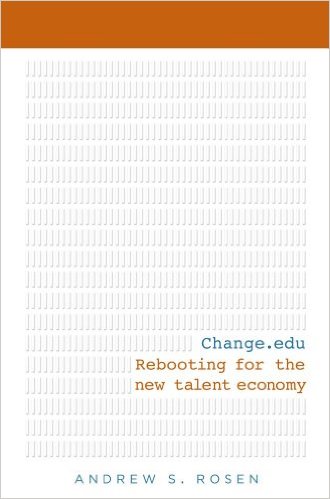 Change.edu
Rebooting for the
new talent economy
ANDREW S. ROSEN